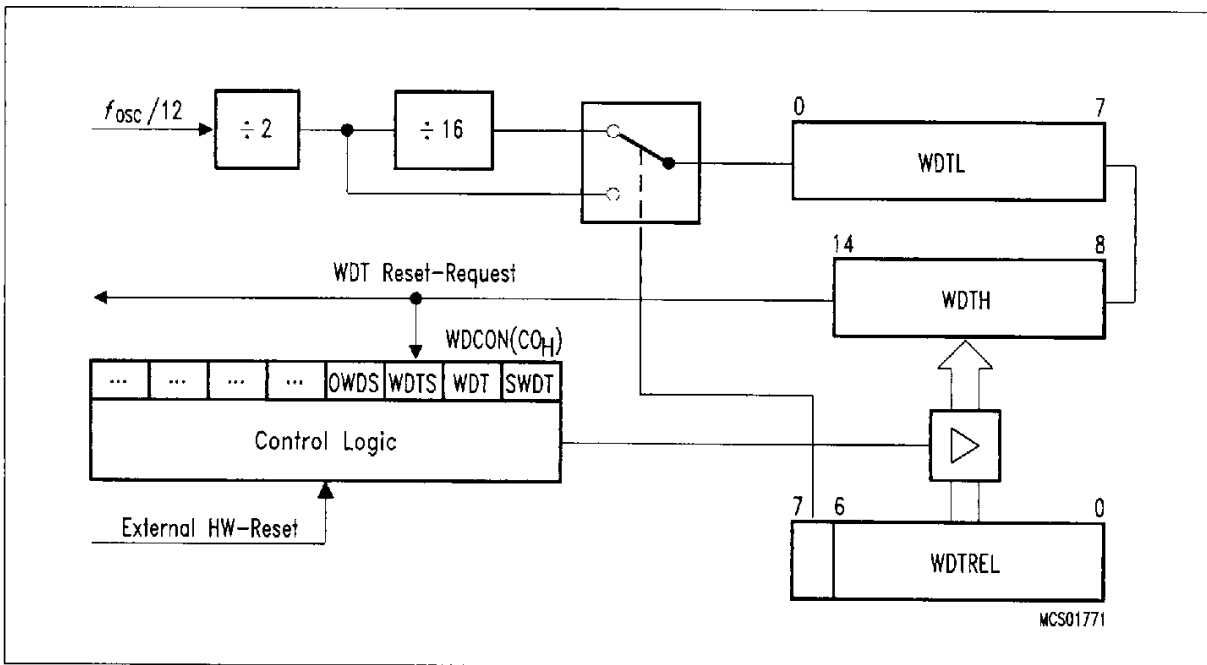 fOSC/12
÷2
÷16
0 7
WDTL
14 8
WDTH
WDT Reset-Request
WDCON(C0H)
... ... ... ... OWDS WDTS WDT SWDT
Control Logic
External HW-Reset
7 6 0
WDTREL
MCS01771